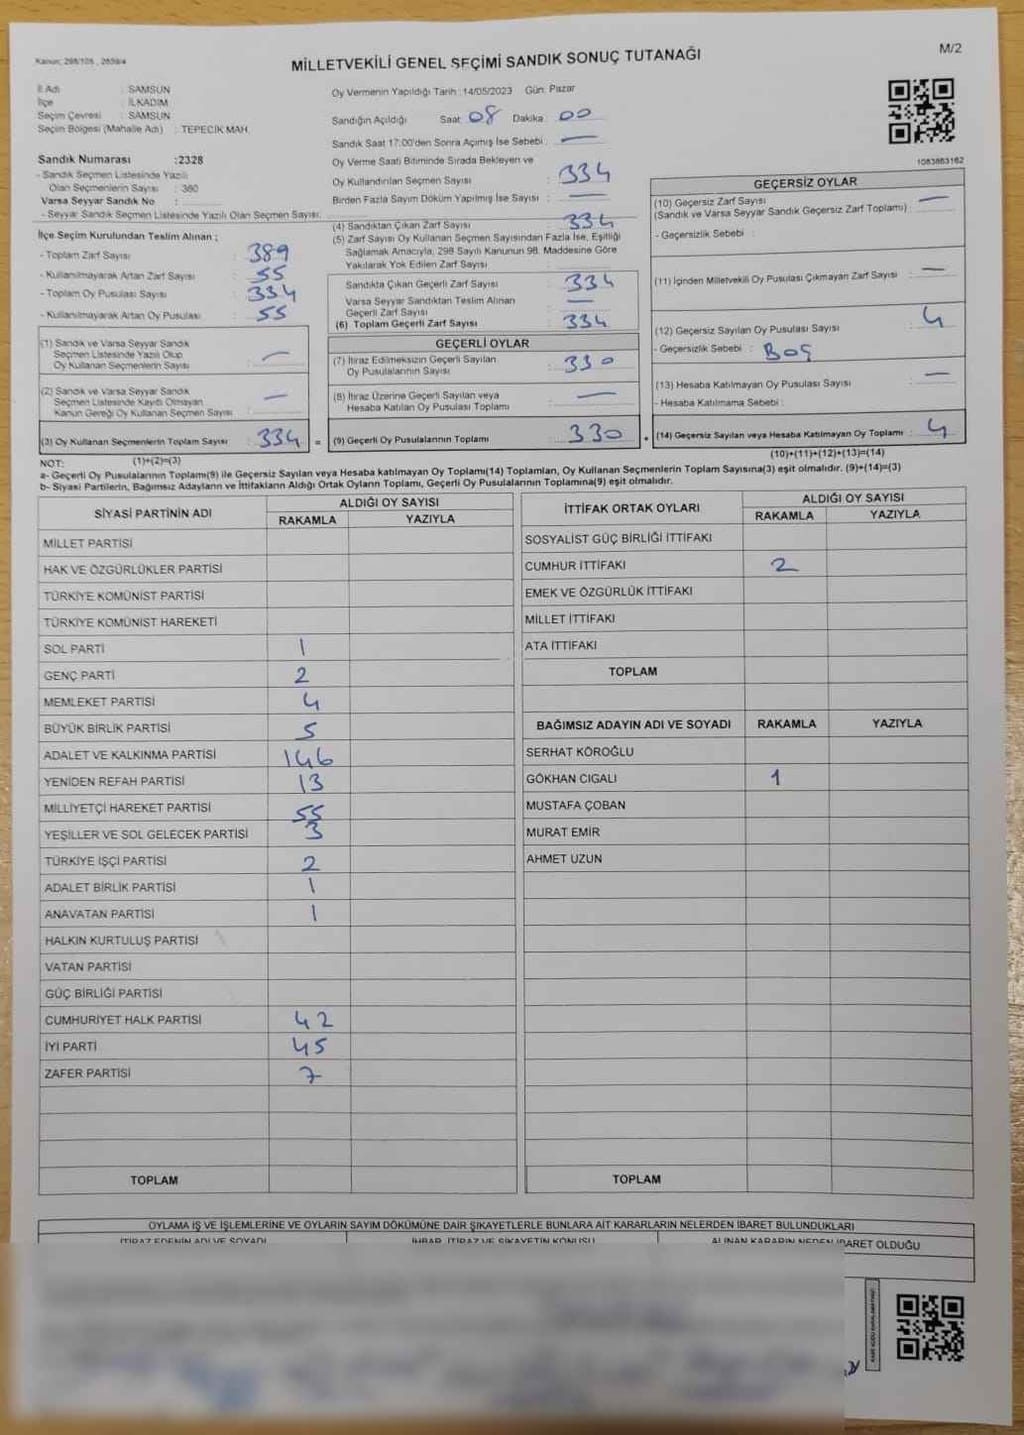 Kanun: 298/105 , 2839/4
MİLLETVEKİLİ GENEL SEÇİMİ SANDIK SONUÇ TUTANAĞI
M/2
İl Adı : SAMSUN
İlçe : İLKADIM
Seçim Çevresi : SAMSUN
Seçim Bölgesi (Mahalle Adı) : TEPECİK MAH.
Sandık Numarası :2328
- Sandık Seçmen Listesinde Yazılı
Olan Seçmenlerin Sayısı : 380
Varsa Seyyar Sandık No :
- Seyyar Sandık Seçmen Listesinde Yazılı Olan Seçmen Sayısı:
İlçe Seçim Kurulundan Teslim Alınan ;
- Toplam Zarf Sayısı : 389
- Kullanılmayarak Artan Zarf Sayısı : 55
- Toplam Oy Pusulası Sayısı : 334
- Kullanılmayarak Artan Oy Pusulası : 55
(1) Sandık ve Varsa Seyyar Sandık
Seçmen Listesinde Yazılı Olup
Oy Kullanan Seçmenlerin Sayısı : —
(2) Sandık ve Varsa Seyyar Sandık
Seçmen Listesinde Kayıtlı Olmayan
Kanun Gereği Oy Kullanan Seçmen Sayısı : —
(3) Oy Kullanan Seçmenlerin Toplam Sayısı : 334 =
Oy Vermenin Yapıldığı Tarih : 14/05/2023 Gün: Pazar
Sandığın Açıldığı Saat: 08 Dakika: 00
Sandık Saat 17:00'den Sonra Açılmış İse Sebebi : —
Oy Verme Saati Bitiminde Sırada Bekleyen ve
Oy Kullandırılan Seçmen Sayısı : 334
Birden Fazla Sayım Döküm Yapılmış İse Sayısı : —
(4) Sandıktan Çıkan Zarf Sayısı : 334
(5) Zarf Sayısı Oy Kullanan Seçmen Sayısından Fazla İse, Eşitliği
Sağlamak Amacıyla, 298 Sayılı Kanunun 98. Maddesine Göre
Yakılarak Yok Edilen Zarf Sayısı :
Sandıkta Çıkan Geçerli Zarf Sayısı : 334
Varsa Seyyar Sandıktan Teslim Alınan
Geçerli Zarf Sayısı : —
(6) Toplam Geçerli Zarf Sayısı : 334
GEÇERLİ OYLAR
(7) İtiraz Edilmeksizin Geçerli Sayılan
Oy Pusulalarının Sayısı : 330
(8) İtiraz Üzerine Geçerli Sayılan veya
Hesaba Katılan Oy Pusulası Toplamı : —
(9) Geçerli Oy Pusulalarının Toplamı : 330 +
1083863162
GEÇERSİZ OYLAR
(10) Geçersiz Zarf Sayısı : —
(Sandık ve Varsa Seyyar Sandık Geçersiz Zarf Toplamı)
- Geçersizlik Sebebi :
(11) İçinden Milletvekili Oy Pusulası Çıkmayan Zarf Sayısı : —
(12) Geçersiz Sayılan Oy Pusulası Sayısı : 4
- Geçersizlik Sebebi : Boş
(13) Hesaba Katılmayan Oy Pusulası Sayısı : —
- Hesaba Katılmama Sebebi :
(14) Geçersiz Sayılan veya Hesaba Katılmayan Oy Toplamı : 4
NOT: (1)+(2)=(3) (10)+(11)+(12)+(13)=(14)
a- Geçerli Oy Pusulalarının Toplamı(9) ile Geçersiz Sayılan veya Hesaba katılmayan Oy Toplamı(14) Toplamları, Oy Kullanan Seçmenlerin Toplam Sayısına(3) eşit olmalıdır. (9)+(14)=(3)
b- Siyasi Partilerin, Bağımsız Adayların ve İttifakların Aldığı Ortak Oyların Toplamı, Geçerli Oy Pusulalarının Toplamına(9) eşit olmalıdır.
SİYASİ PARTİNİN ADI ALDIĞI OY SAYISI
RAKAMLA YAZIYLA
MİLLET PARTİSİ
HAK VE ÖZGÜRLÜKLER PARTİSİ
TÜRKİYE KOMÜNİST PARTİSİ
TÜRKİYE KOMÜNİST HAREKETİ
SOL PARTİ 1
GENÇ PARTİ 2
MEMLEKET PARTİSİ 4
BÜYÜK BİRLİK PARTİSİ 5
ADALET VE KALKINMA PARTİSİ 146
YENİDEN REFAH PARTİSİ 13
MİLLİYETÇİ HAREKET PARTİSİ 55
YEŞİLLER VE SOL GELECEK PARTİSİ 3
TÜRKİYE İŞÇİ PARTİSİ 2
ADALET BİRLİK PARTİSİ 1
ANAVATAN PARTİSİ 1
HALKIN KURTULUŞ PARTİSİ
VATAN PARTİSİ
GÜÇ BİRLİĞİ PARTİSİ
CUMHURİYET HALK PARTİSİ 42
İYİ PARTİ 45
ZAFER PARTİSİ 7
TOPLAM
İTTİFAK ORTAK OYLARI ALDIĞI OY SAYISI
RAKAMLA YAZIYLA
SOSYALİST GÜÇ BİRLİĞİ İTTİFAKI
CUMHUR İTTİFAKI 2
EMEK VE ÖZGÜRLÜK İTTİFAKI
MİLLET İTTİFAKI
ATA İTTİFAKI
TOPLAM
BAĞIMSIZ ADAYIN ADI VE SOYADI RAKAMLA YAZIYLA
SERHAT KÖROĞLU
GÖKHAN CIGALI 1
MUSTAFA ÇOBAN
MURAT EMİR
AHMET UZUN
TOPLAM
OYLAMA İŞ VE İŞLEMLERİNE VE OYLARIN SAYIM DÖKÜMÜNE DAİR ŞİKAYETLERLE BUNLARA AİT KARARLARIN NELERDEN İBARET BULUNDUKLARI
İTİRAZ EDENİN ADI VE SOYADI İHBAR, İTİRAZ VE ŞİKAYETİN KONUSU ALINAN KARARIN NEDEN İBARET OLDUĞU